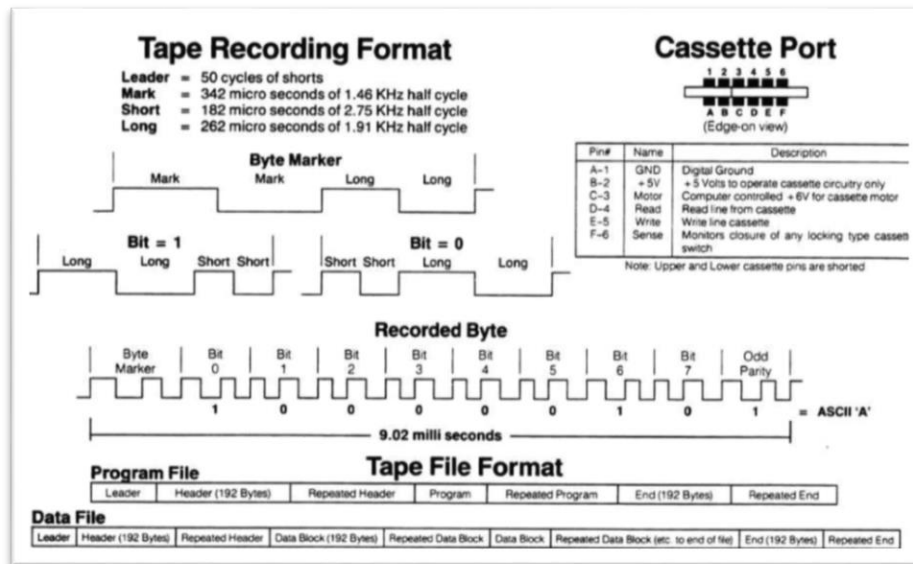 Tape Recording Format
Leader = 50 cycles of shorts
Mark = 342 micro seconds of 1.46 KHz half cycle
Short = 182 micro seconds of 2.75 KHz half cycle
Long = 262 micro seconds of 1.91 KHz half cycle
Byte Marker
Mark Mark Long Long
Bit = 1 Bit = 0
Long Long Short Short Short Short Long Long
Cassette Port
1 2 3 4 5 6
A B C D E F
(Edge-on view)
Pin# Name Description
A-1 GND Digital Ground
B-2 +5V +5 Volts to operate cassette circuitry only
C-3 Motor Computer controlled +6V for cassette motor
D-4 Read Read line from cassette
E-5 Write Write line cassette
F-6 Sense Monitors closure of any locking type cassett
switch
Note: Upper and Lower cassette pins are shorted
Recorded Byte
Byte Bit Bit Bit Bit Bit Bit Bit Bit Odd
Marker 0 1 2 3 4 5 6 7 Parity
1 0 0 0 0 0 1 0 1 = ASCII 'A'
9.02 milli seconds
Tape File Format
Program File
Leader Header (192 Bytes) Repeated Header Program Repeated Program End (192 Bytes) Repeated End
Data File
Leader Header (192 Bytes) Repeated Header Data Block (192 Bytes) Repeated Data Block Data Block Repeated Data Block (etc. to end of file) End (192 Bytes) Repeated End